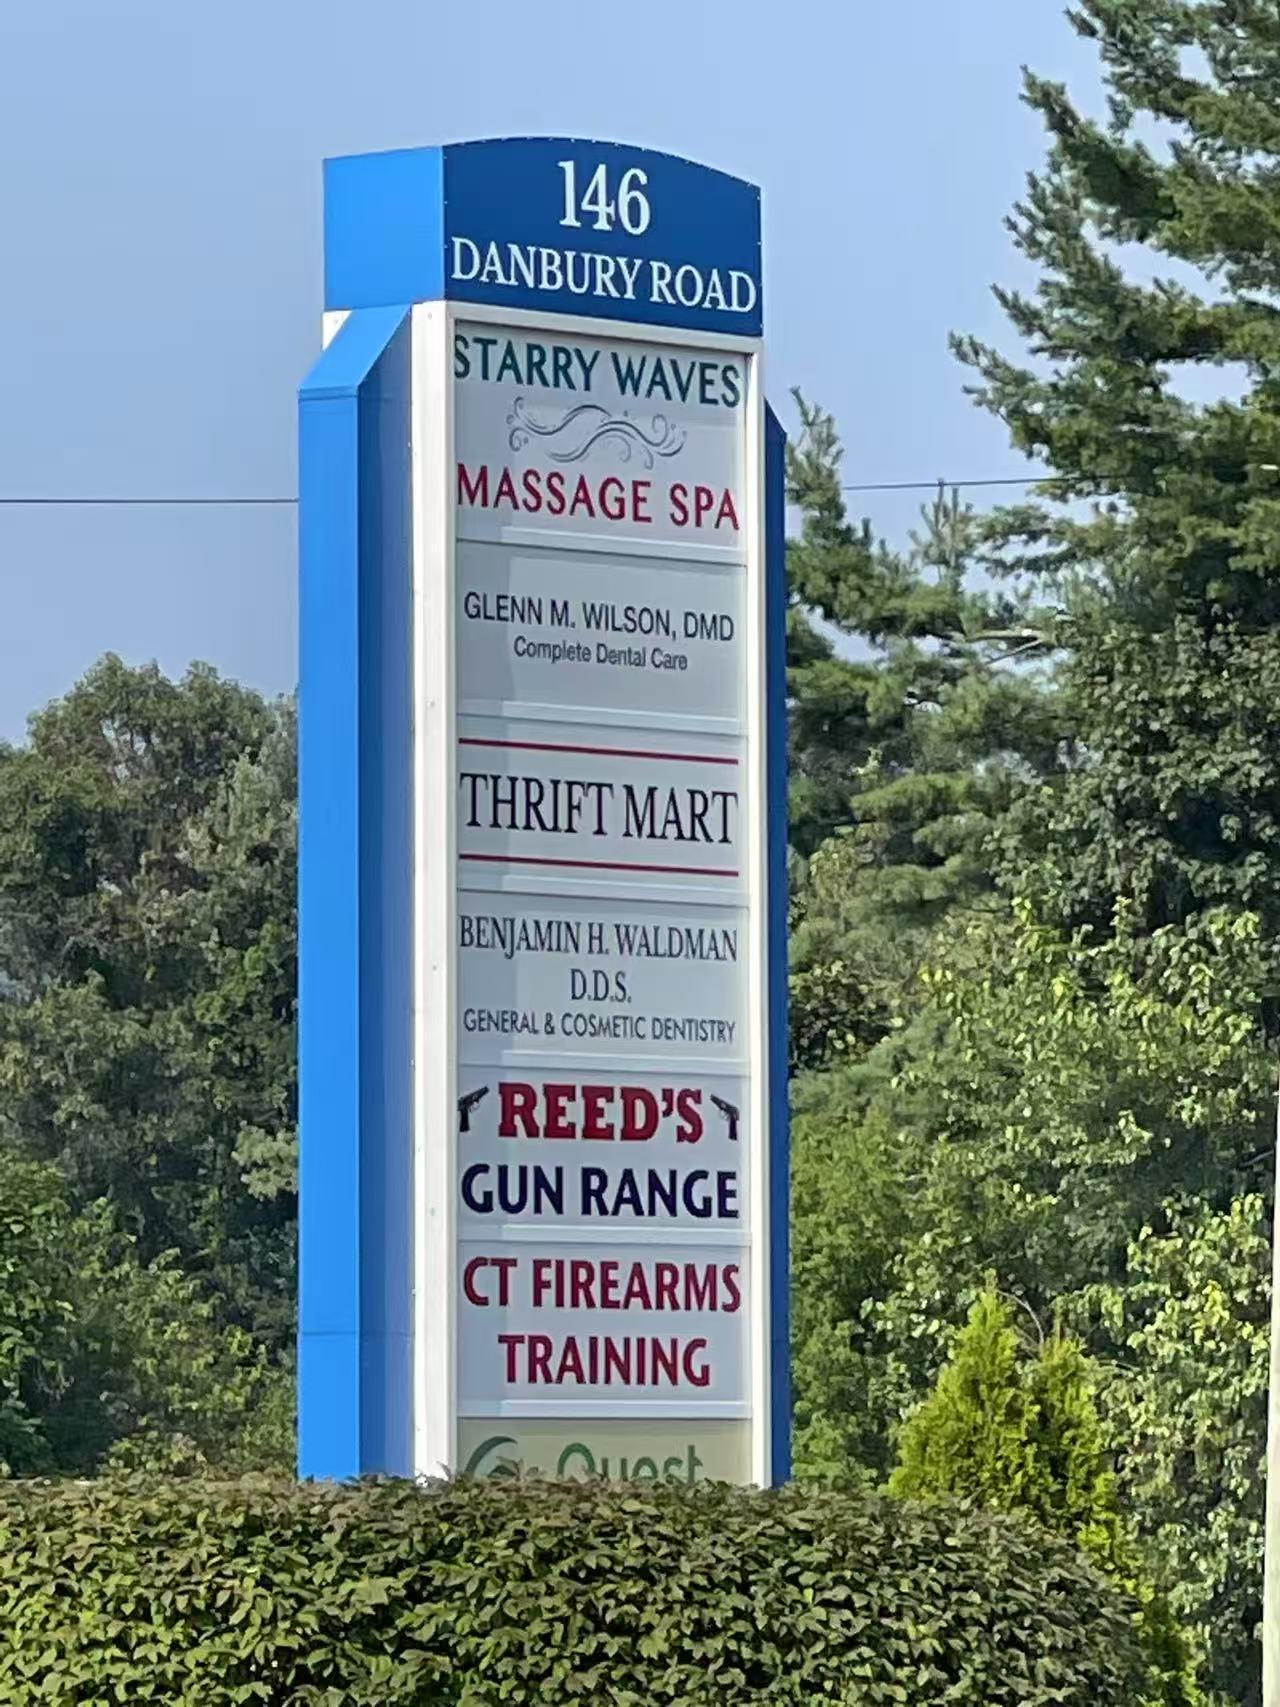 146
DANBURY ROAD
STARRY WAVES
MASSAGE SPA
GLENN M. WILSON, DMD
Complete Dental Care
THRIFT MART
BENJAMIN H. WALDMAN
D.D.S.
GENERAL & COSMETIC DENTISTRY
REED'S
GUN RANGE
CT FIREARMS
TRAINING
Quest